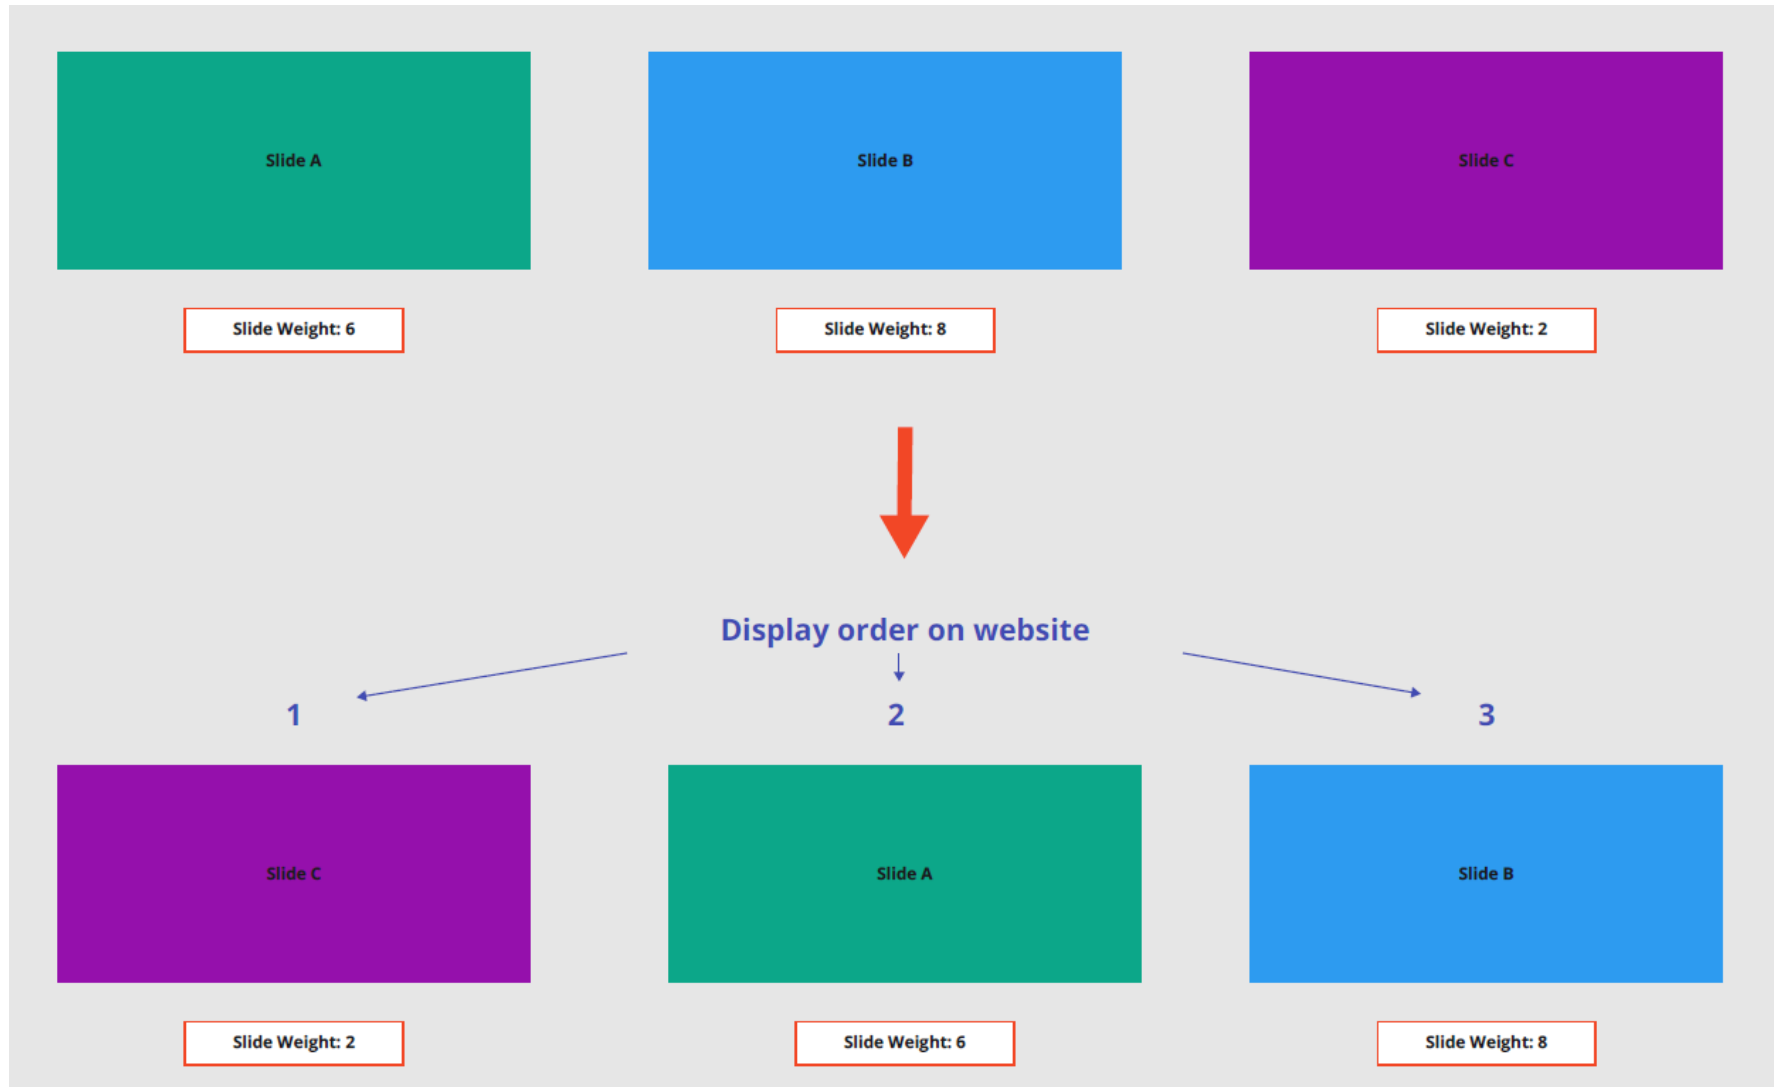 Slide A
Slide B
Slide C
Slide Weight: 6
Slide Weight: 8
Slide Weight: 2
Display order on website
1
2
3
Slide C
Slide A
Slide B
Slide Weight: 2
Slide Weight: 6
Slide Weight: 8